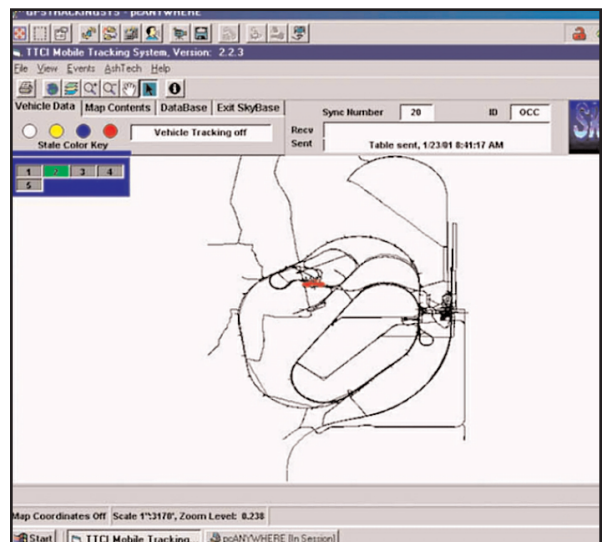 GPSTRACKINGSYS - pcANYWHERE
TTCI Mobile Tracking System, Version: 2.2.3
File View Events AshTech Help
Vehicle Data Map Contents DataBase Exit SkyBase
Sync Number 20 ID OCC
State Color Key
Vehicle Tracking off
Recv
Sent Table sent, 1/23/01 8:41:17 AM
1 2 3 4
5
Map Coordinates Off Scale 1":3170', Zoom Level: 0.238
Start TTCI Mobile Tracking pcANYWHERE [In Session]